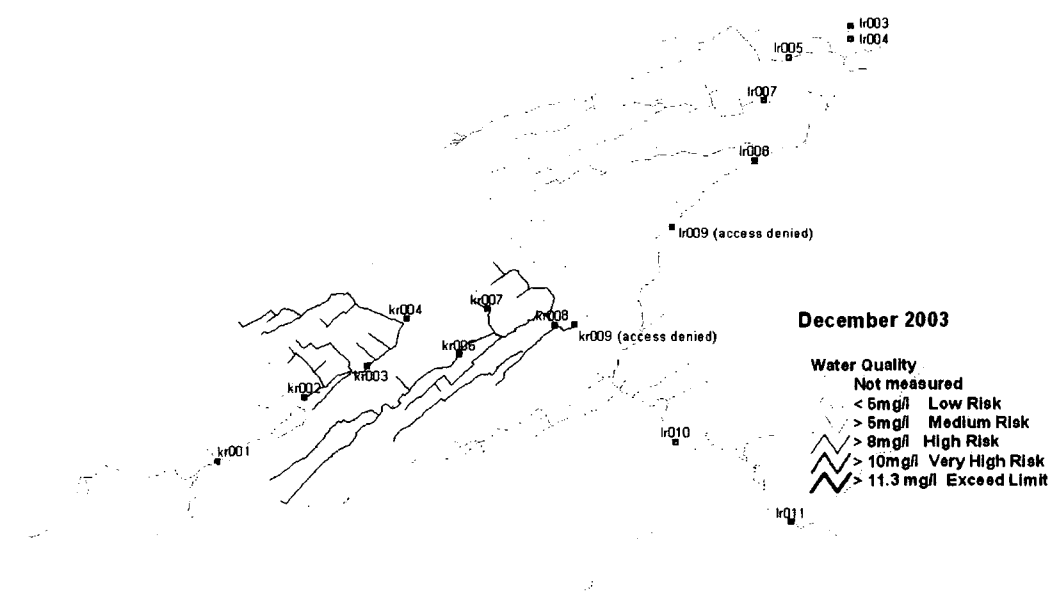 lr003
lr004
lr005
lr007
lr008
lr009 (access denied)
kr007
kr004
kr008
kr009 (access denied)
kr006
kr003
kr002
kr001
lr010
lr011
December 2003
Water Quality
Not measured
< 5mg/l Low Risk
> 5mg/l Medium Risk
> 8mg/l High Risk
> 10mg/l Very High Risk
> 11.3 mg/l Exceed Limit